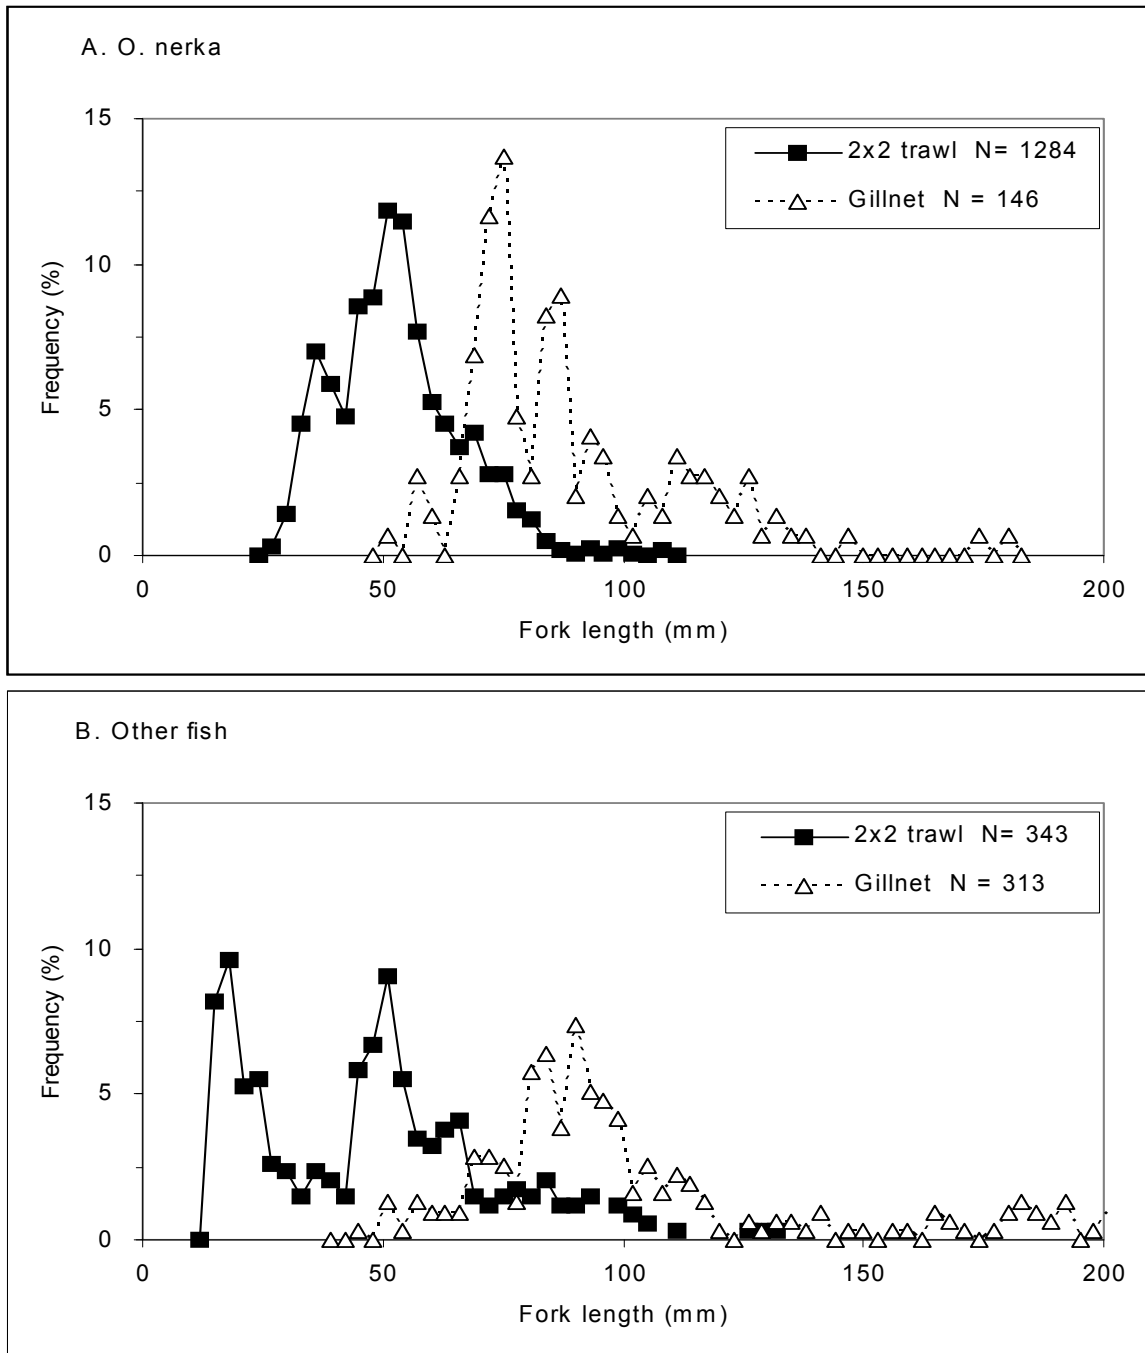 A. O. nerka
15
10
5
0
Frequency (%)
2x2 trawl N= 1284
Gillnet N = 146
0 50 100 150 200
Fork length (mm)
B. Other fish
15
10
5
0
Frequency (%)
2x2 trawl N= 343
Gillnet N = 313
0 50 100 150 200
Fork length (mm)